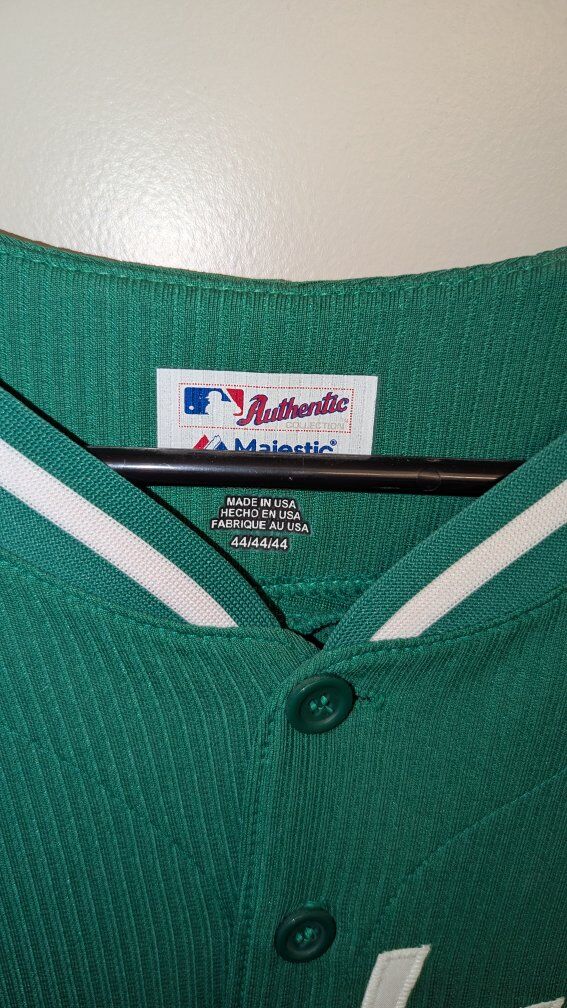 Authentic
COLLECTION
Majestic®
MADE IN USA
HECHO EN USA
FABRIQUE AU USA
44/44/44